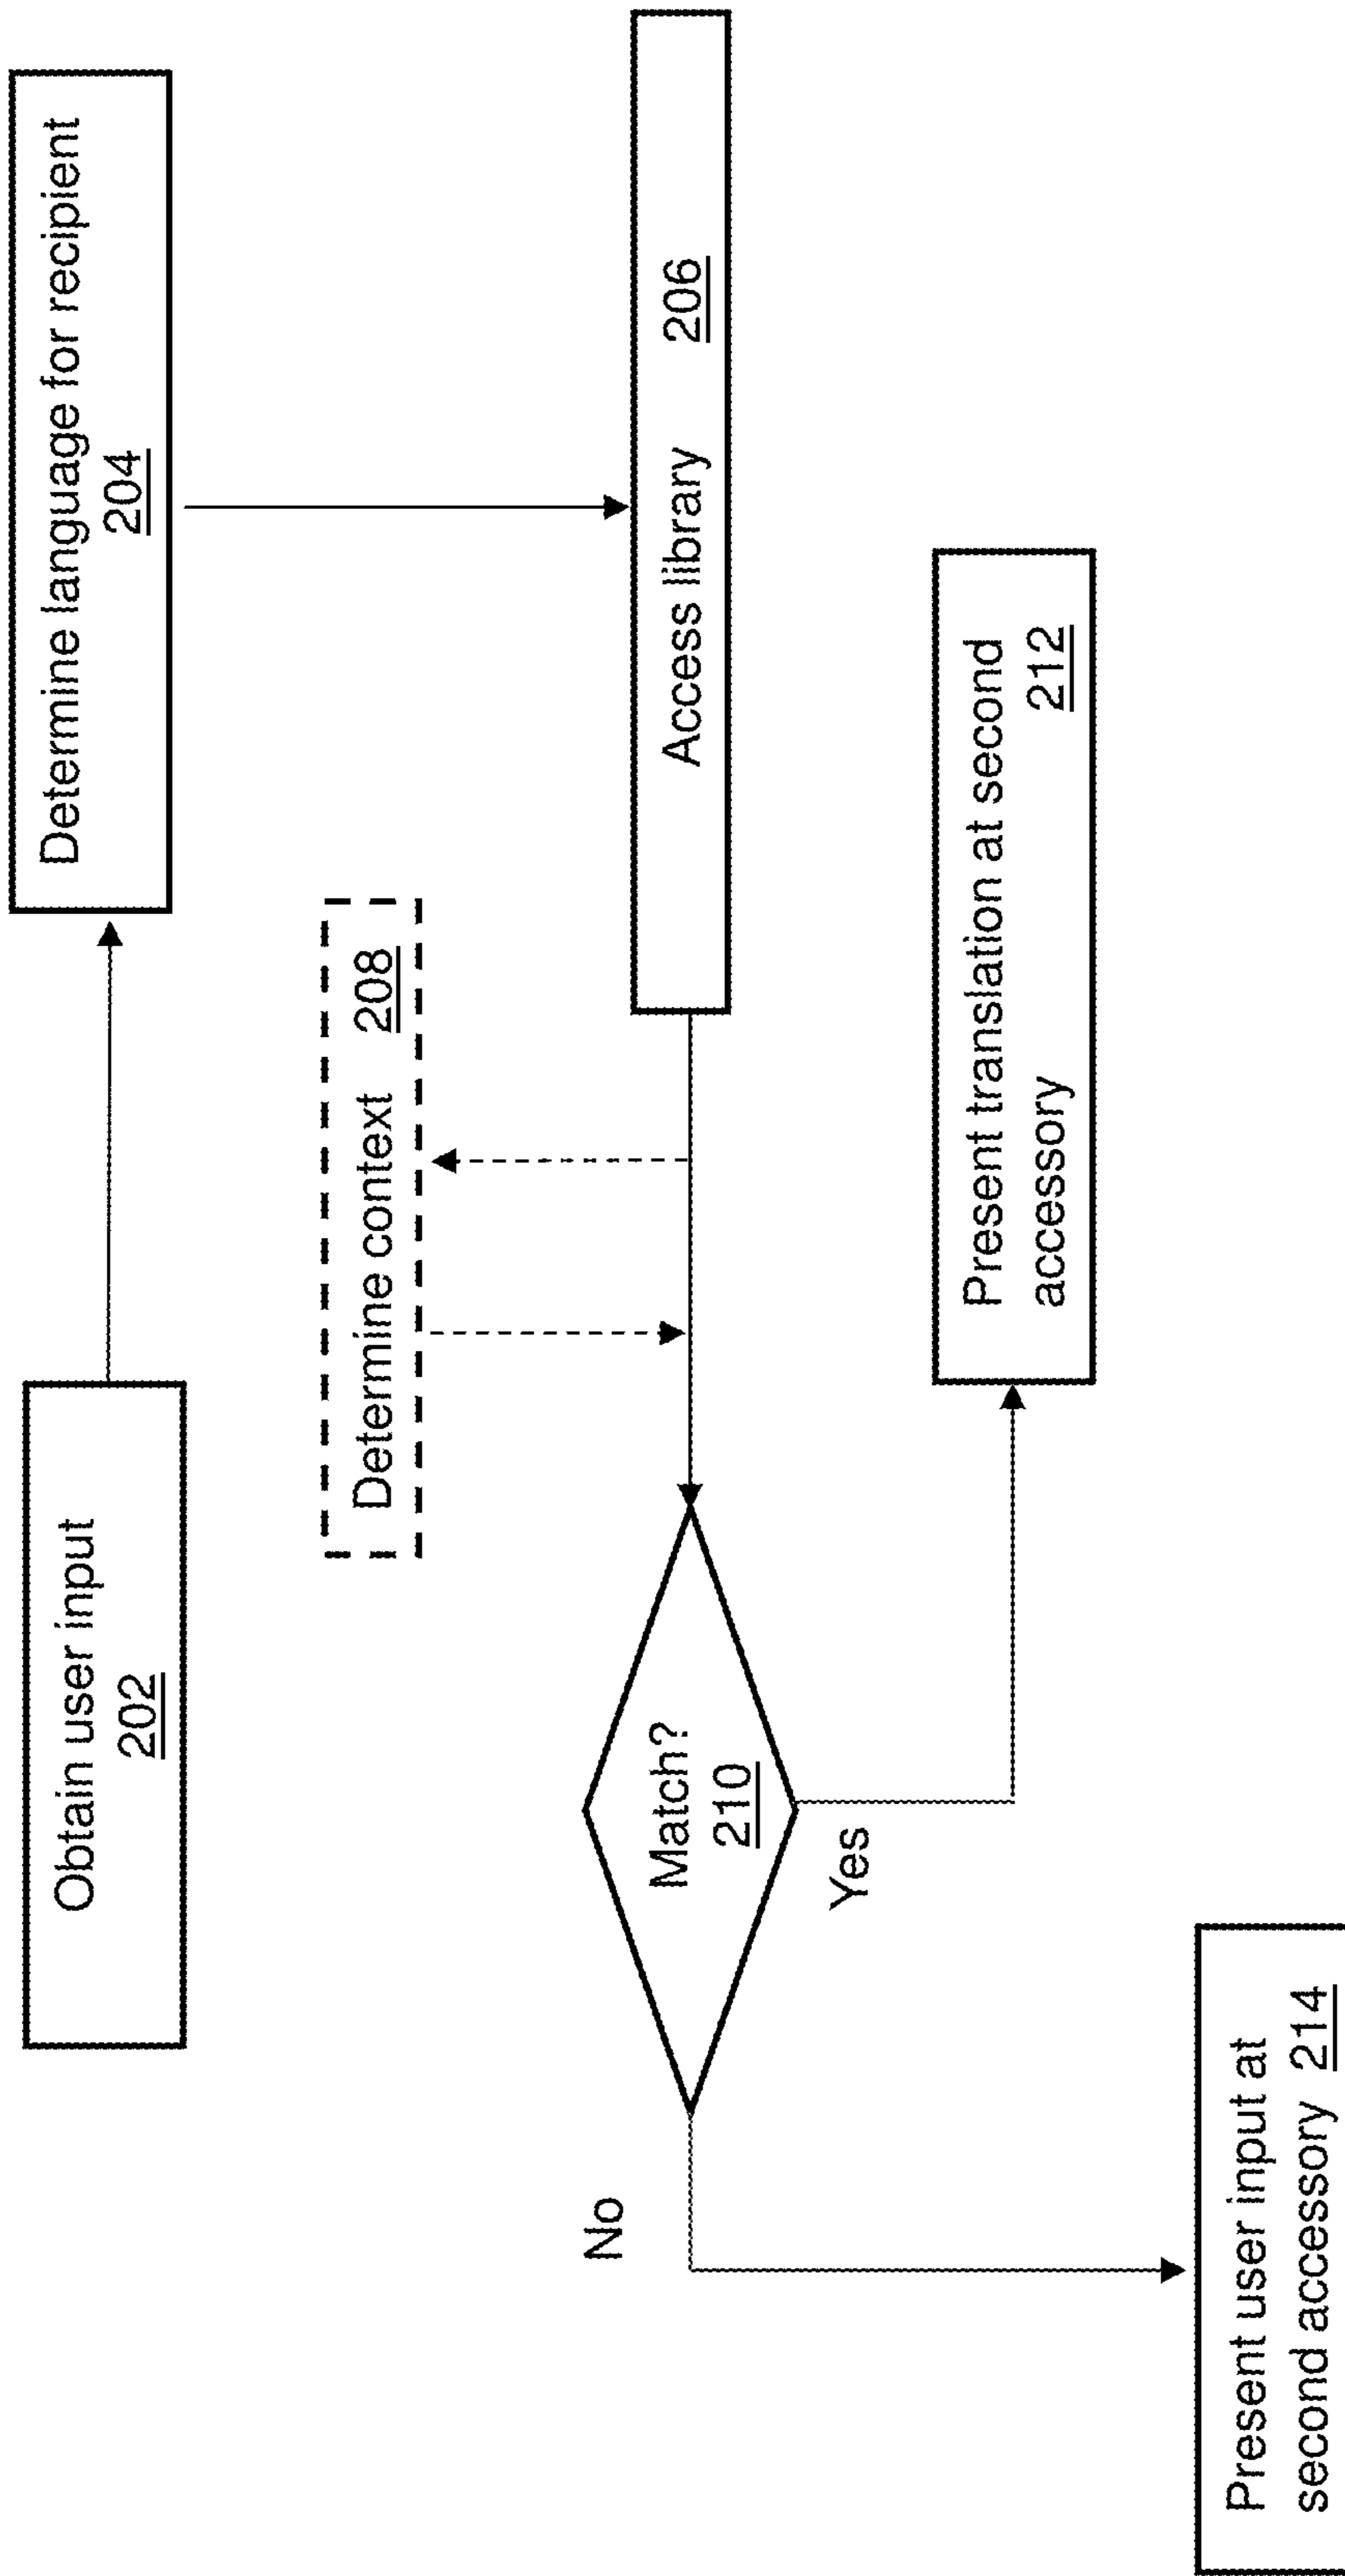 Obtain user input
202
Determine language for recipient
204
Determine context 208
Access library 206
Match?
210
No
Yes
Present translation at second
accessory 212
Present user input at
second accessory 214